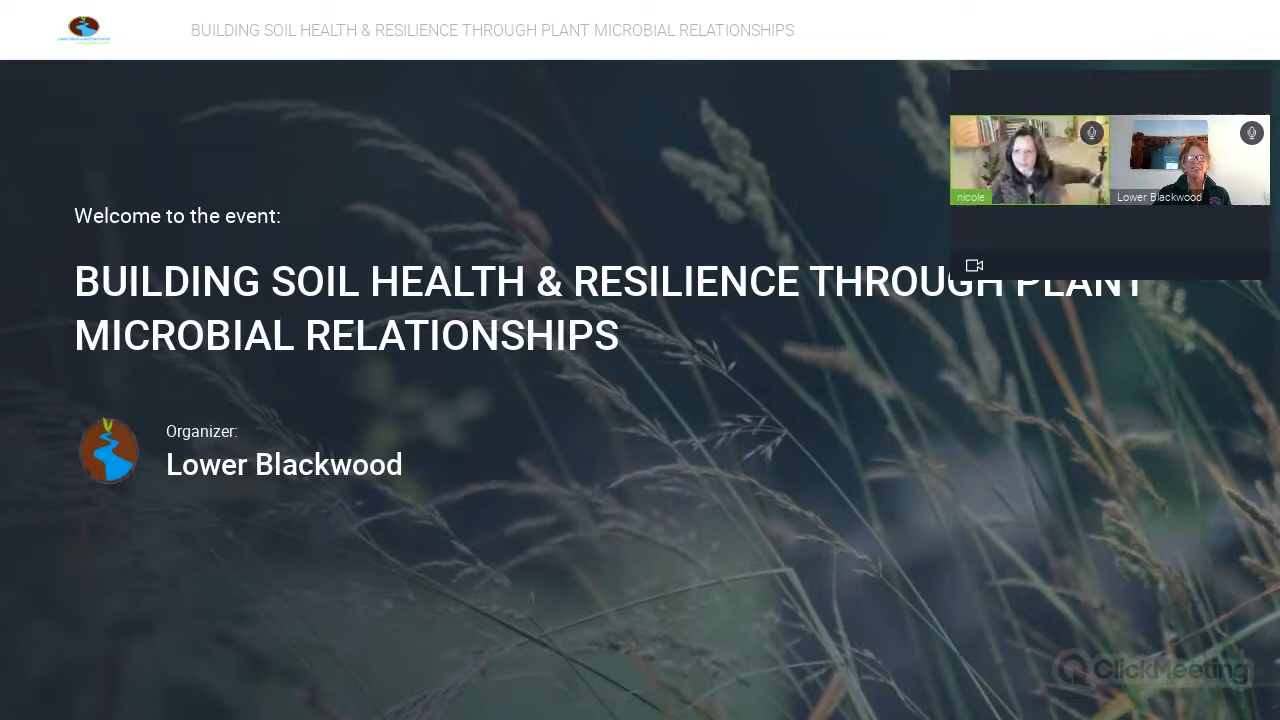 BUILDING SOIL HEALTH & RESILIENCE THROUGH PLANT MICROBIAL RELATIONSHIPS
nicole
Lower Blackwood
Welcome to the event:
BUILDING SOIL HEALTH & RESILIENCE THROUGH PLANT
MICROBIAL RELATIONSHIPS
Organizer:
Lower Blackwood
ClickMeeting